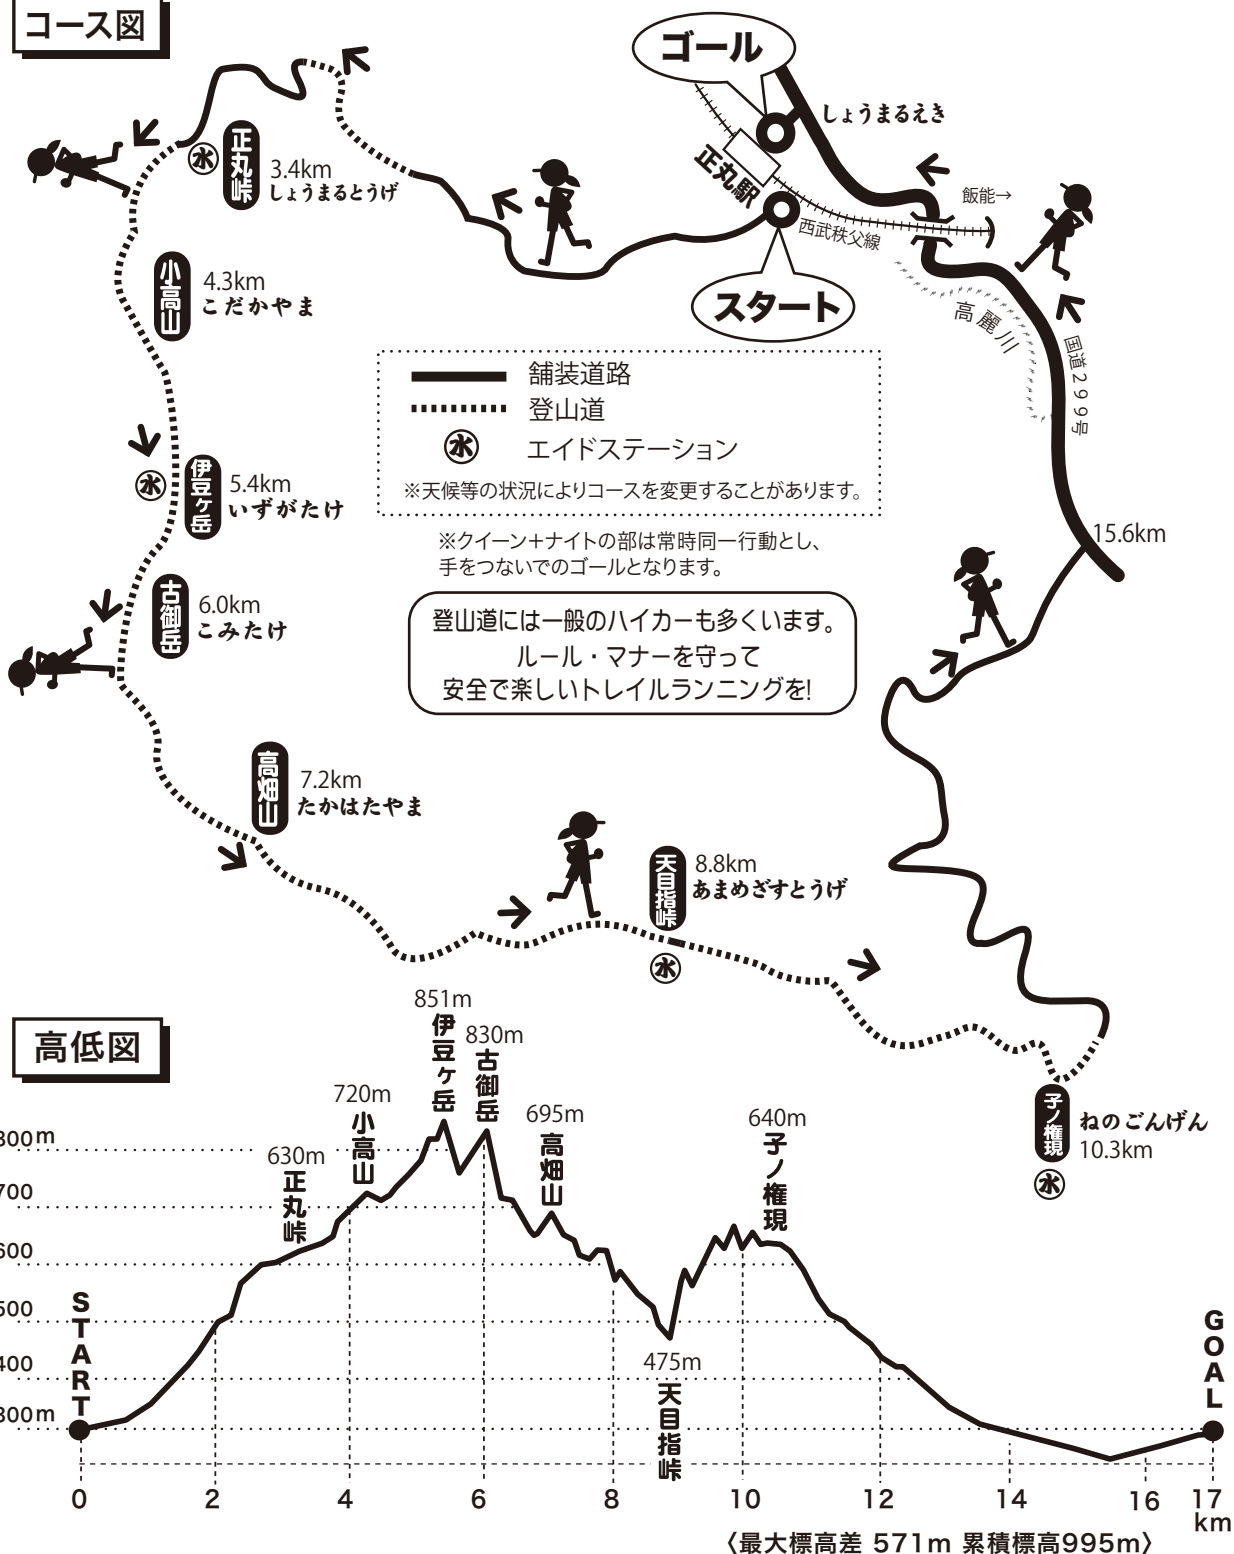 コース図
ゴール
しょうまるえき
正丸駅
飯能→
西武秩父線
スタート
高麗川
国道299号
水
正丸峠
3.4km
しょうまるとうげ
小高山
4.3km
こだかやま
水
伊豆ヶ岳
5.4km
いずがたけ
古御岳
6.0km
こみたけ
舗装道路
登山道
水
エイドステーション
※天候等の状況によりコースを変更することがあります。
※クイーン+ナイトの部は常時同一行動とし、
手をつないでのゴールとなります。
登山道には一般のハイカーも多くいます。
ルール・マナーを守って
安全で楽しいトレイルランニングを!
15.6km
高畑山
7.2km
たかはたやま
天目指峠
8.8km
あまめざすとうげ
水
子ノ権現
ねのごんげん
10.3km
水
高低図
851m
伊豆ヶ岳
830m
古御岳
720m
小高山
695m
高畑山
640m
子ノ権現
630m
正丸峠
475m
天目指峠
800m
700
600
500
400
300m
START
GOAL
0 2 4 6 8 10 12 14 16 17
km
〈最大標高差 571m 累積標高995m〉